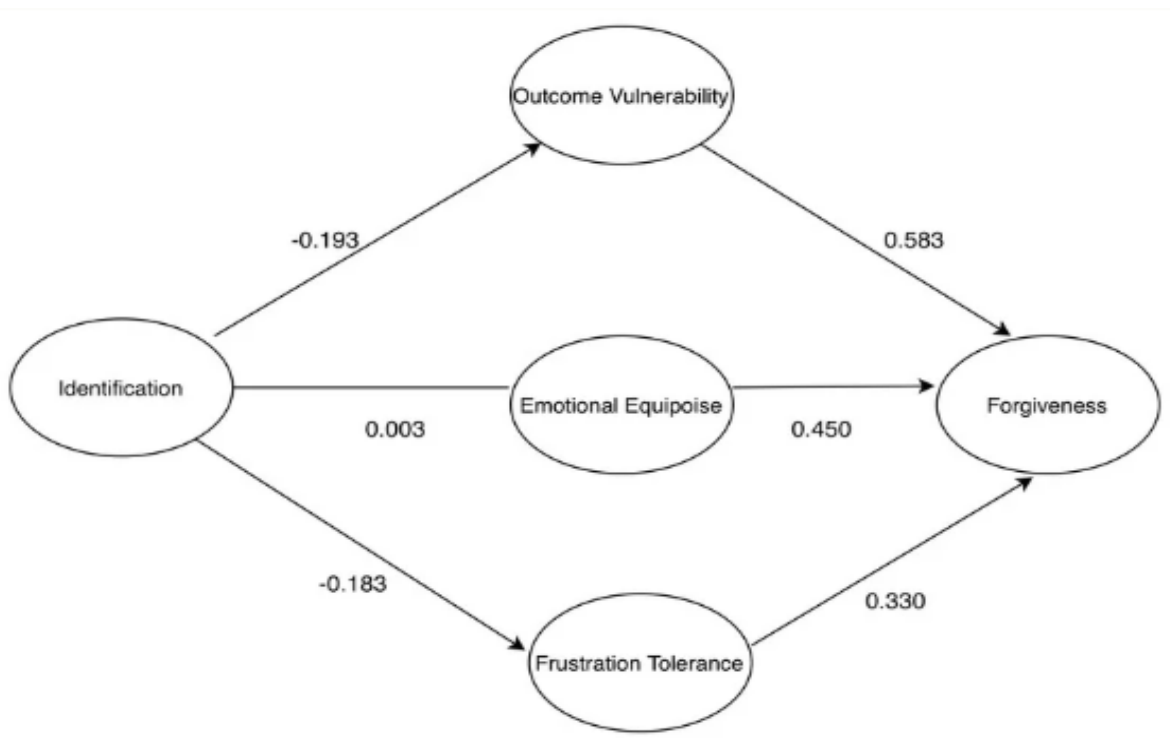 Outcome Vulnerability
-0.193
0.583
Identification
Emotional Equipoise
Forgiveness
0.003
0.450
-0.183
0.330
Frustration Tolerance